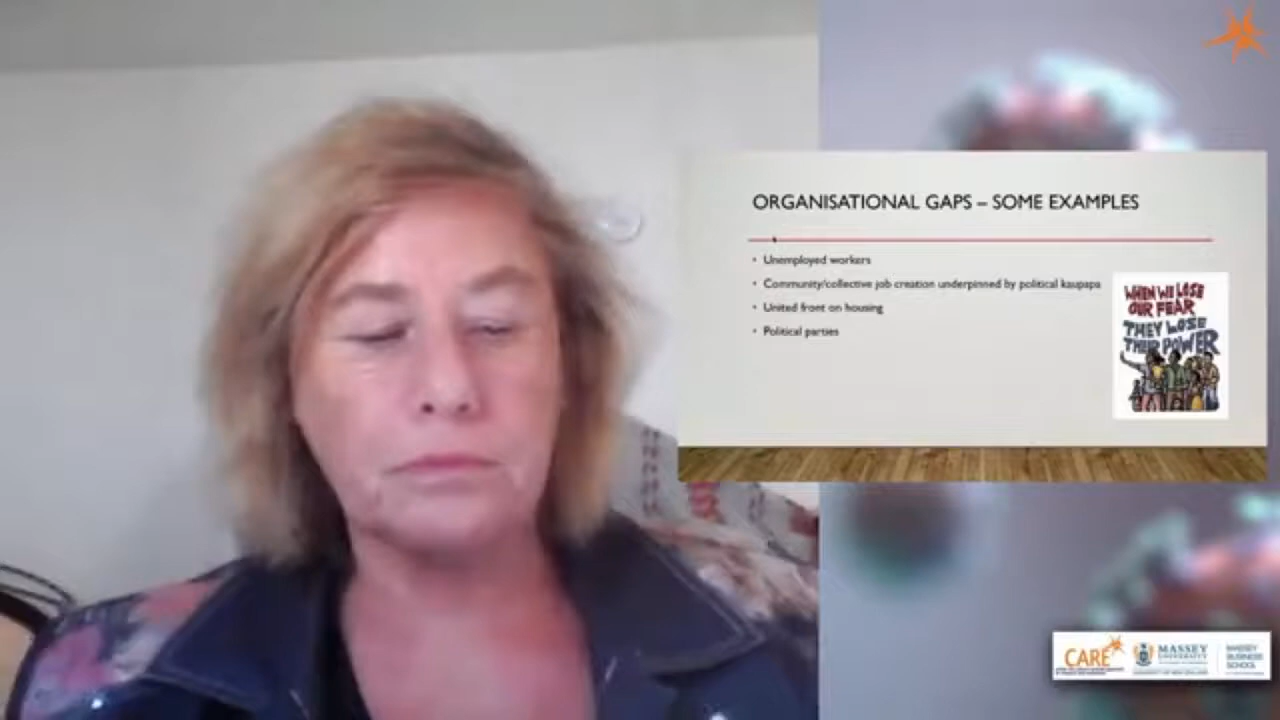 ORGANISATIONAL GAPS – SOME EXAMPLES
• Unemployed workers
• Community/collective job creation underpinned by political kaupapa
• United front on housing
• Political parties
WHEN WE LOSE
OUR FEAR
THEY LOSE
THEIR POWER
CARE
MASSEY
UNIVERSITY
MASSEY
BUSINESS
SCHOOL